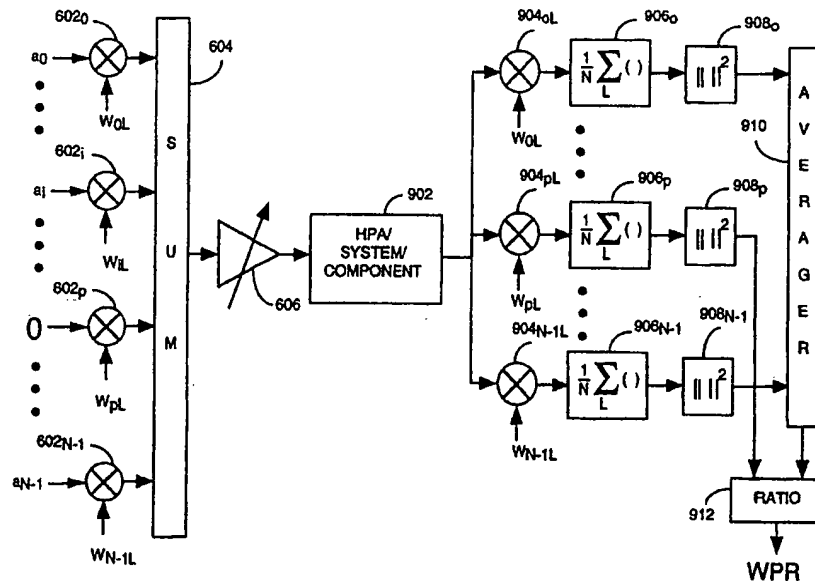 602₀
a₀
W₀L
602ᵢ
aᵢ
WᵢL
602ₚ
0
WₚL
602N-1
aN-1
WN-1L
604
S
U
M
606
902
HPA/
SYSTEM/
COMPONENT
904₀L
W₀L
906₀
1/N Σ ( )
L
908₀
|| ||²
904ₚL
WₚL
906ₚ
1/N Σ ( )
L
908ₚ
|| ||²
904N-1L
WN-1L
906N-1
1/N Σ ( )
L
908N-1
|| ||²
910
A
V
E
R
A
G
E
R
RATIO
912
WPR